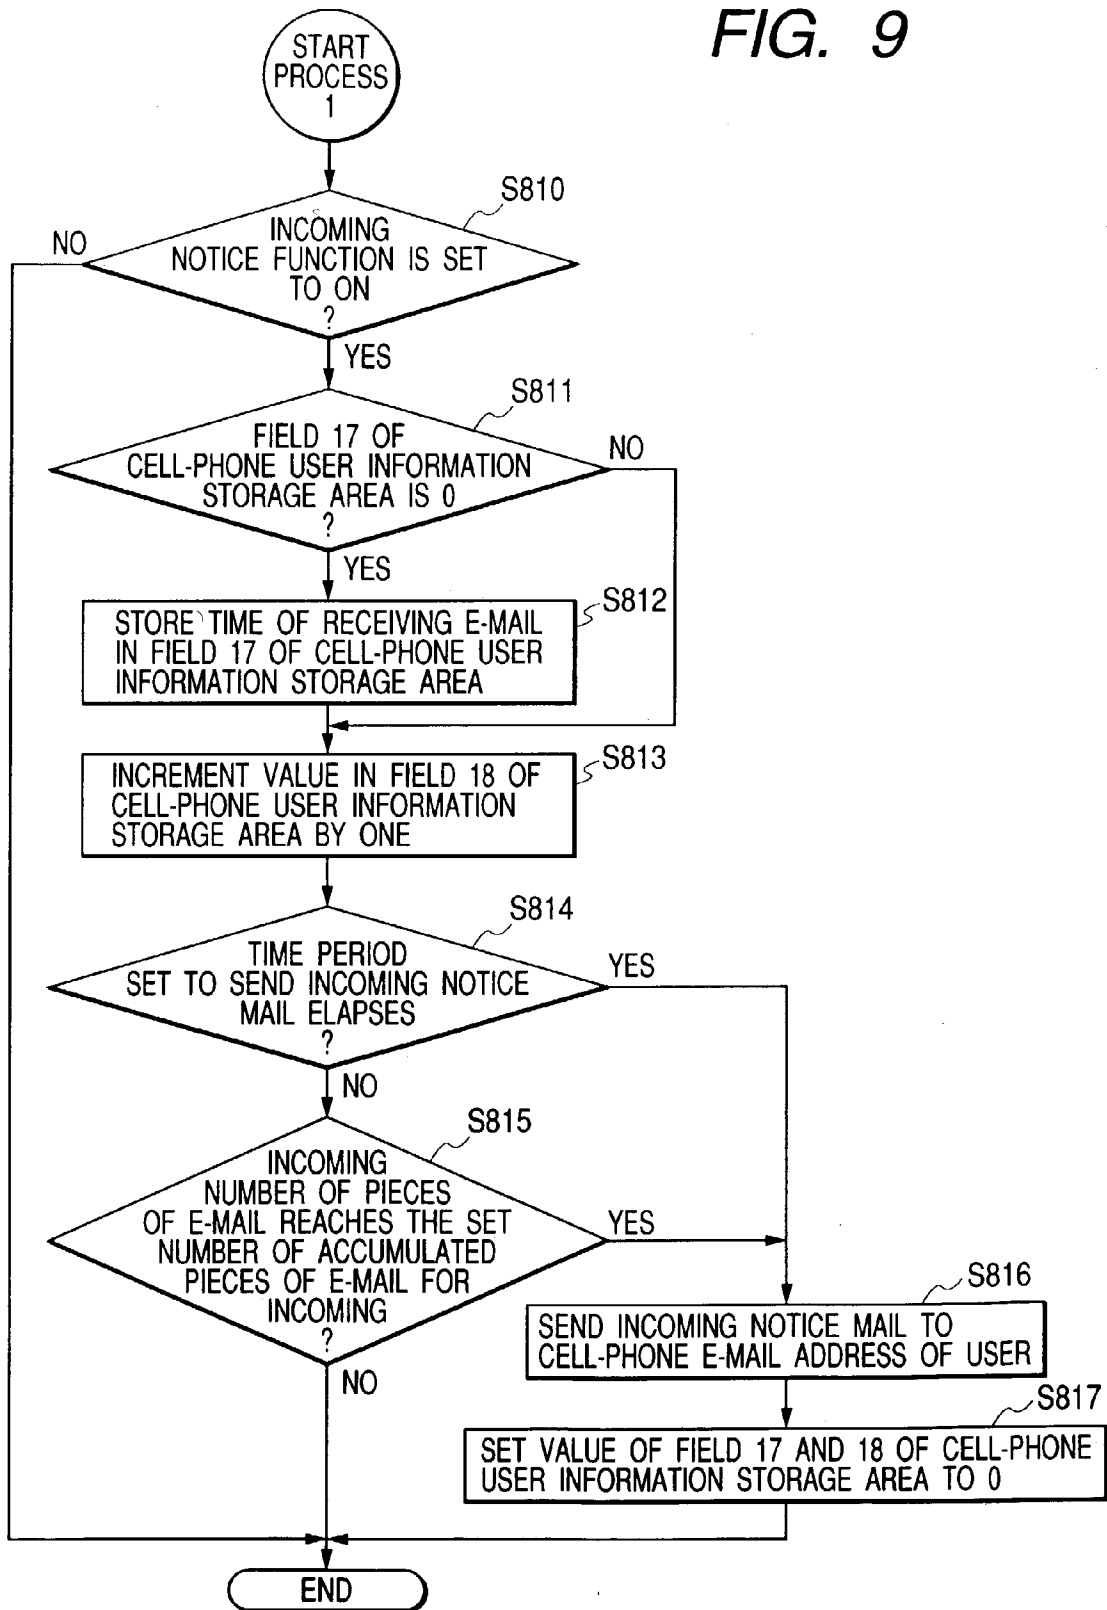 FIG. 9
START
PROCESS
1
S810
INCOMING
NOTICE FUNCTION IS SET
TO ON
?
NO
YES
S811
FIELD 17 OF
CELL-PHONE USER INFORMATION
STORAGE AREA IS 0
?
NO
YES
S812
STORE TIME OF RECEIVING E-MAIL
IN FIELD 17 OF CELL-PHONE USER
INFORMATION STORAGE AREA
S813
INCREMENT VALUE IN FIELD 18 OF
CELL-PHONE USER INFORMATION
STORAGE AREA BY ONE
S814
TIME PERIOD
SET TO SEND INCOMING NOTICE
MAIL ELAPSES
?
YES
NO
S815
INCOMING
NUMBER OF PIECES
OF E-MAIL REACHES THE SET
NUMBER OF ACCUMULATED
PIECES OF E-MAIL FOR
INCOMING
?
YES
NO
S816
SEND INCOMING NOTICE MAIL TO
CELL-PHONE E-MAIL ADDRESS OF USER
S817
SET VALUE OF FIELD 17 AND 18 OF CELL-PHONE
USER INFORMATION STORAGE AREA TO 0
END